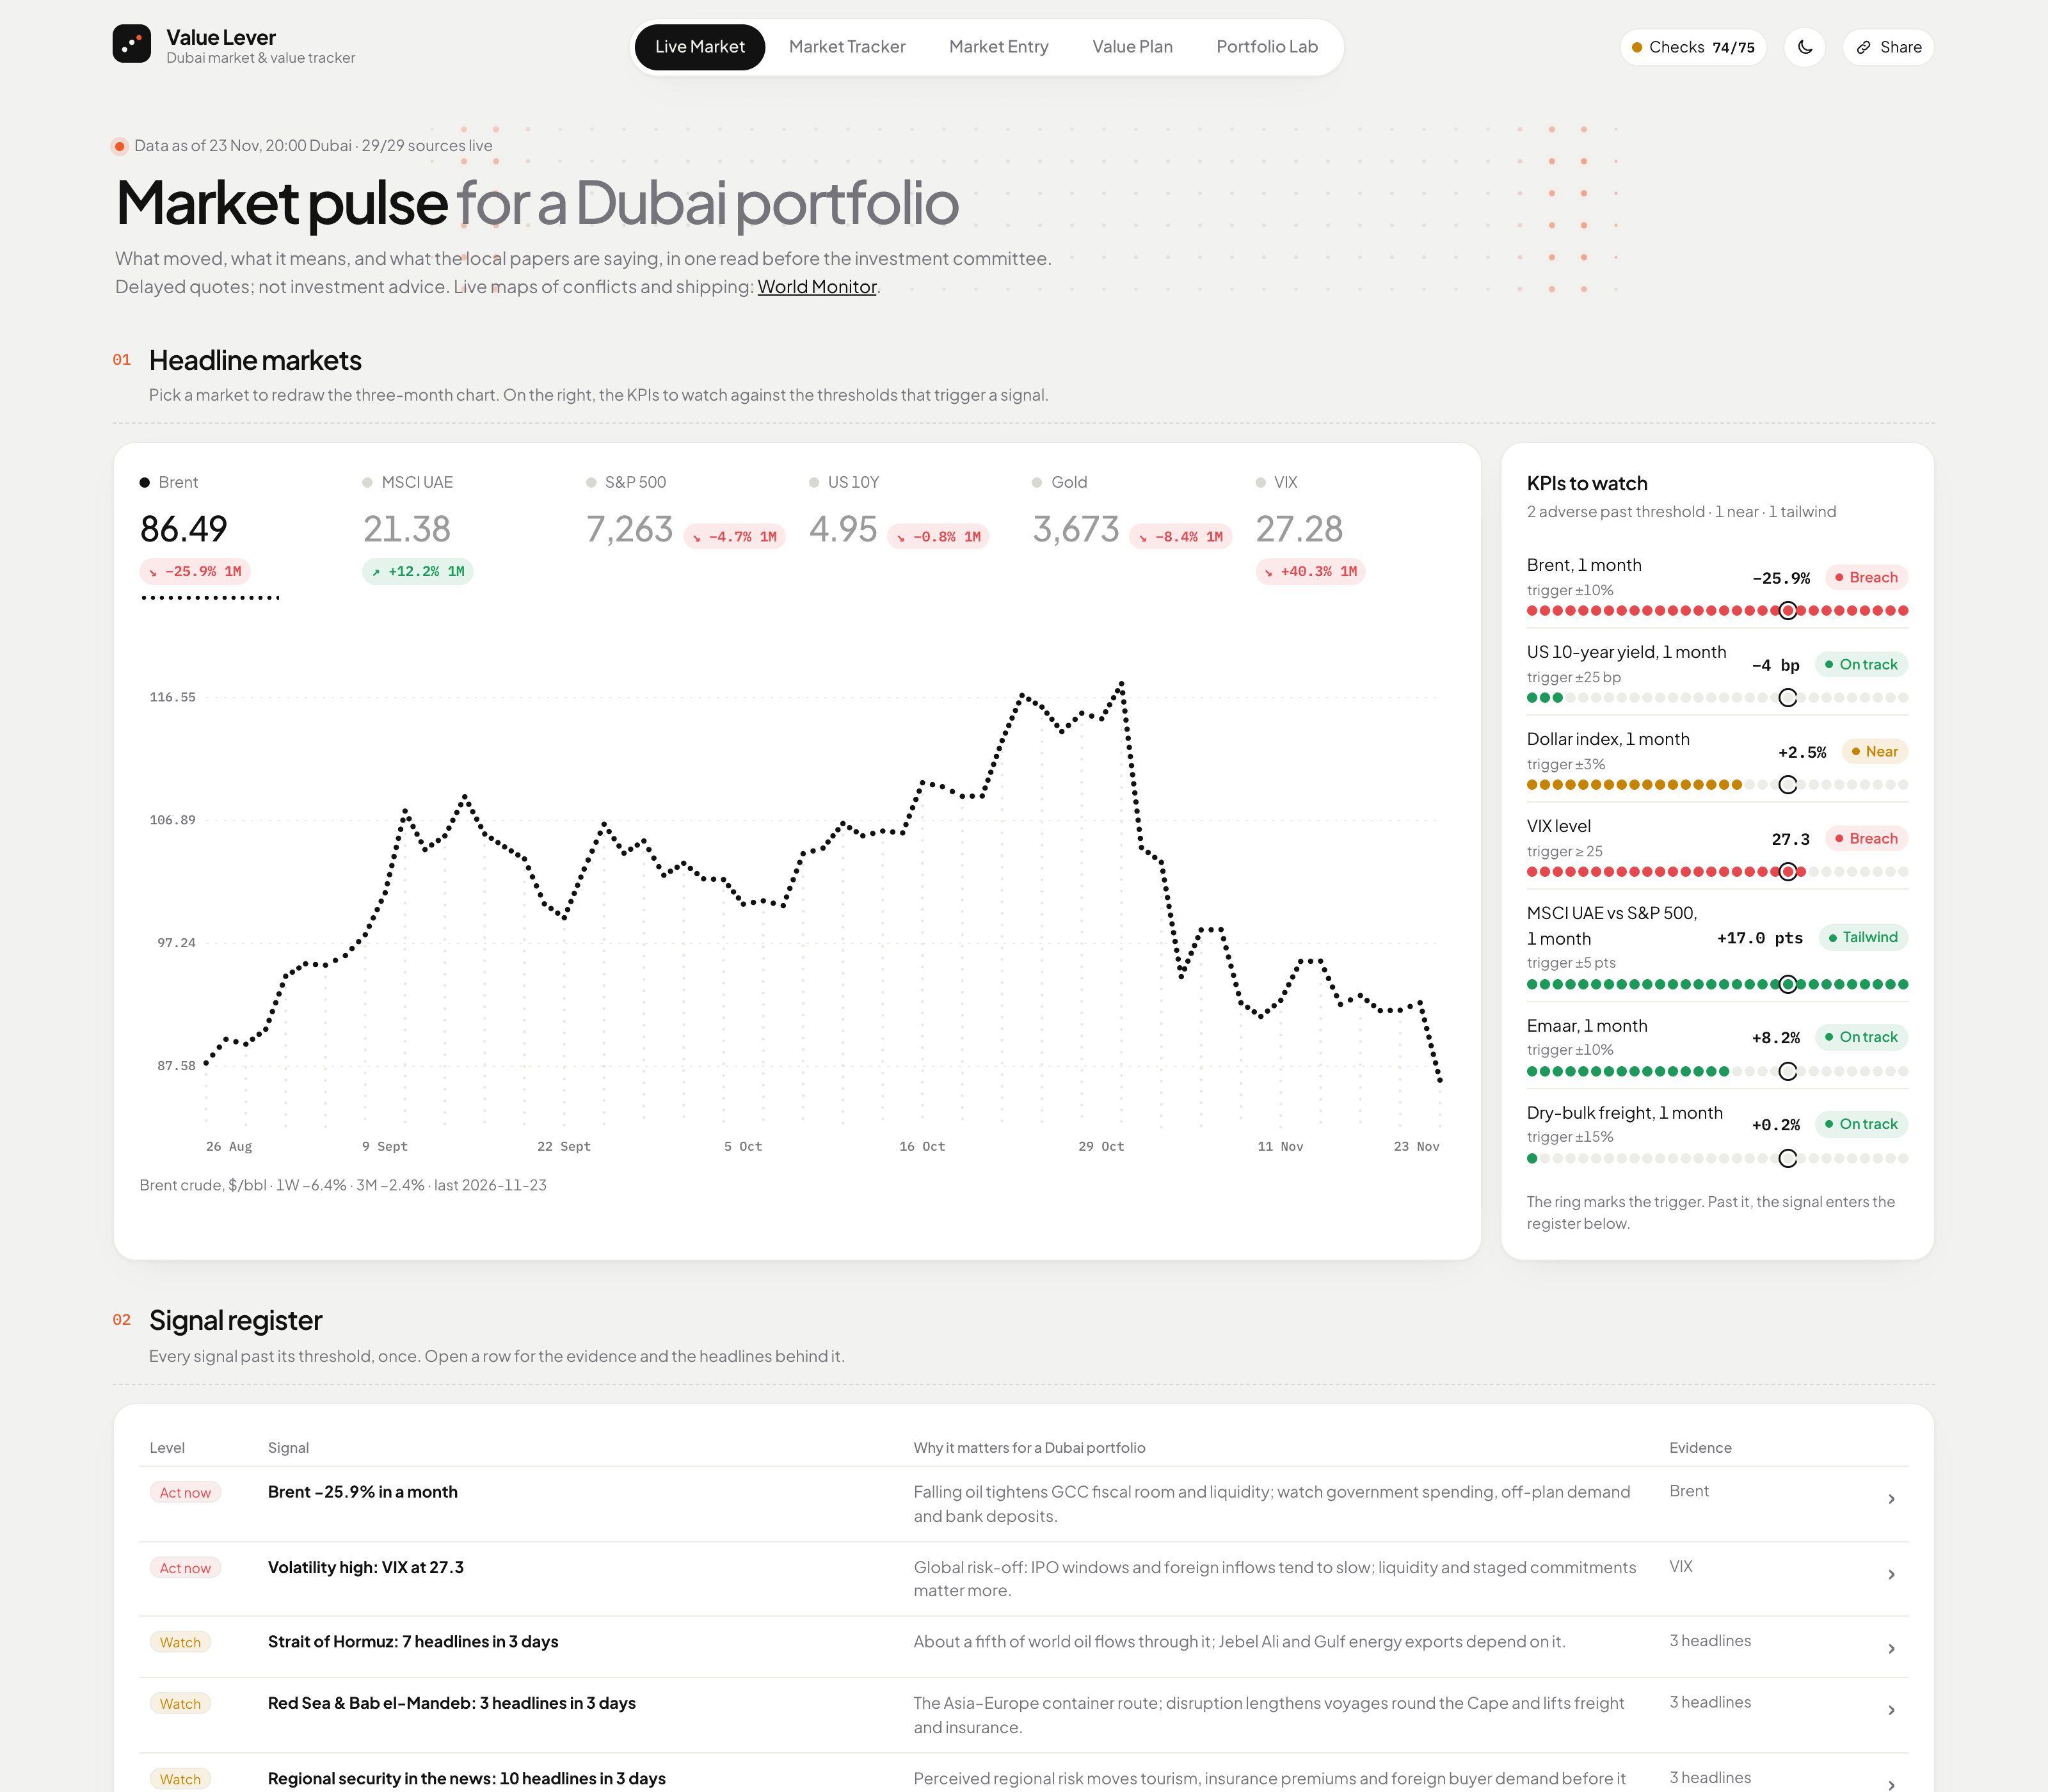 Value Lever
Dubai market & value tracker
Live Market
Market Tracker
Market Entry
Value Plan
Portfolio Lab
Checks 74/75
Share
Data as of 23 Nov, 20:00 Dubai · 29/29 sources live
Market pulse for a Dubai portfolio
What moved, what it means, and what the local papers are saying, in one read before the investment committee.
Delayed quotes; not investment advice. Live maps of conflicts and shipping: World Monitor.
01 Headline markets
Pick a market to redraw the three-month chart. On the right, the KPIs to watch against the thresholds that trigger a signal.
Brent
86.49
↘ −25.9% 1M
MSCI UAE
21.38
↗ +12.2% 1M
S&P 500
7,263 ↘ −4.7% 1M
US 10Y
4.95 ↘ −0.8% 1M
Gold
3,673 ↘ −8.4% 1M
VIX
27.28
↘ +40.3% 1M
116.55
106.89
97.24
87.58
26 Aug 9 Sept 22 Sept 5 Oct 16 Oct 29 Oct 11 Nov 23 Nov
Brent crude, $/bbl · 1W −6.4% · 3M −2.4% · last 2026-11-23
KPIs to watch
2 adverse past threshold · 1 near · 1 tailwind
Brent, 1 month
trigger ±10%
−25.9% Breach
US 10-year yield, 1 month
trigger ±25 bp
−4 bp On track
Dollar index, 1 month
trigger ±3%
+2.5% Near
VIX level
trigger ≥ 25
27.3 Breach
MSCI UAE vs S&P 500,
1 month
trigger ±5 pts
+17.0 pts Tailwind
Emaar, 1 month
trigger ±10%
+8.2% On track
Dry-bulk freight, 1 month
trigger ±15%
+0.2% On track
The ring marks the trigger. Past it, the signal enters the
register below.
02 Signal register
Every signal past its threshold, once. Open a row for the evidence and the headlines behind it.
Level Signal Why it matters for a Dubai portfolio Evidence
Act now Brent −25.9% in a month
Falling oil tightens GCC fiscal room and liquidity; watch government spending, off-plan demand
and bank deposits.
Brent
Act now Volatility high: VIX at 27.3
Global risk-off: IPO windows and foreign inflows tend to slow; liquidity and staged commitments
matter more.
VIX
Watch Strait of Hormuz: 7 headlines in 3 days
About a fifth of world oil flows through it; Jebel Ali and Gulf energy exports depend on it.
3 headlines
Watch Red Sea & Bab el-Mandeb: 3 headlines in 3 days
The Asia–Europe container route; disruption lengthens voyages round the Cape and lifts freight
and insurance.
3 headlines
Watch Regional security in the news: 10 headlines in 3 days
Perceived regional risk moves tourism, insurance premiums and foreign buyer demand before it
3 headlines